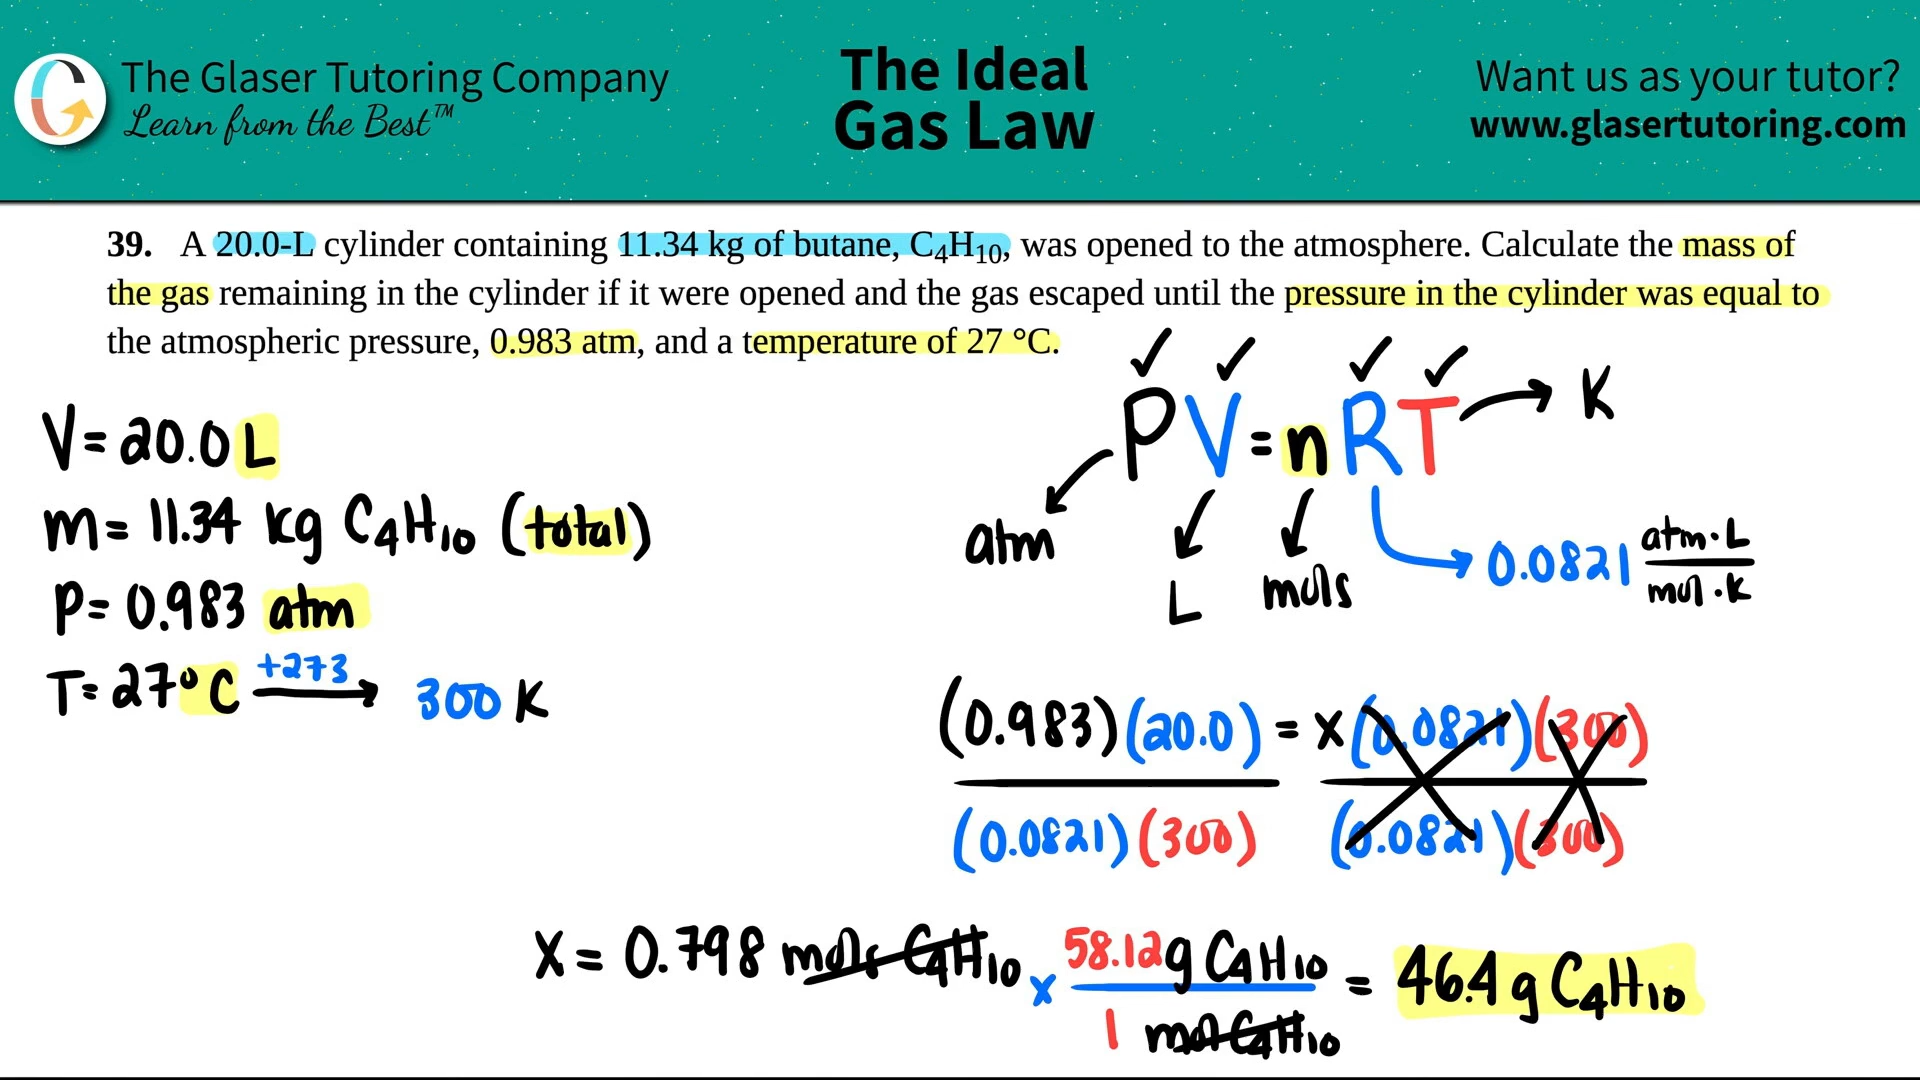 The Glaser Tutoring Company
Learn from the Best™
The Ideal
Gas Law
Want us as your tutor?
www.glasertutoring.com
39. A 20.0-L cylinder containing 11.34 kg of butane, C₄H₁₀, was opened to the atmosphere. Calculate the mass of
the gas remaining in the cylinder if it were opened and the gas escaped until the pressure in the cylinder was equal to
the atmospheric pressure, 0.983 atm, and a temperature of 27 °C.
V = 20.0 L
m = 11.34 kg C₄H₁₀ (total)
P = 0.983 atm
T = 27°C +273 → 300 K
✓ ✓ ✓ ✓
PV = nRT → K
atm
L
mols
0.0821 atm·L
mol·K
(0.983)(20.0) = x(0.0821)(300)
(0.0821)(300) (0.0821)(300)
x = 0.798 mols C₄H₁₀ x 58.12g C₄H₁₀ = 46.4 g C₄H₁₀
1 mol C₄H₁₀